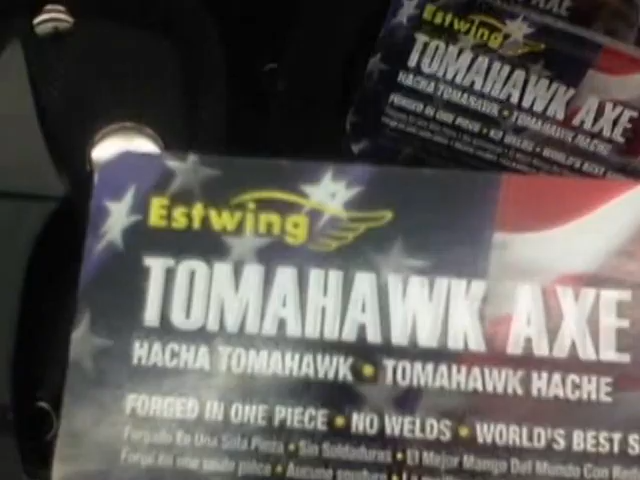 Estwing
TOMAHAWK AXE
HACHA TOMAHAWK • TOMAHAWK HACHE
Estwing
TOMAHAWK AXE
HACHA TOMAHAWK • TOMAHAWK HACHE
FORGED IN ONE PIECE • NO WELDS • WORLD'S BEST S
Forjado En Una Sola Pieza • Sin Soldaduras • El Mejor Mango Del Mundo Con